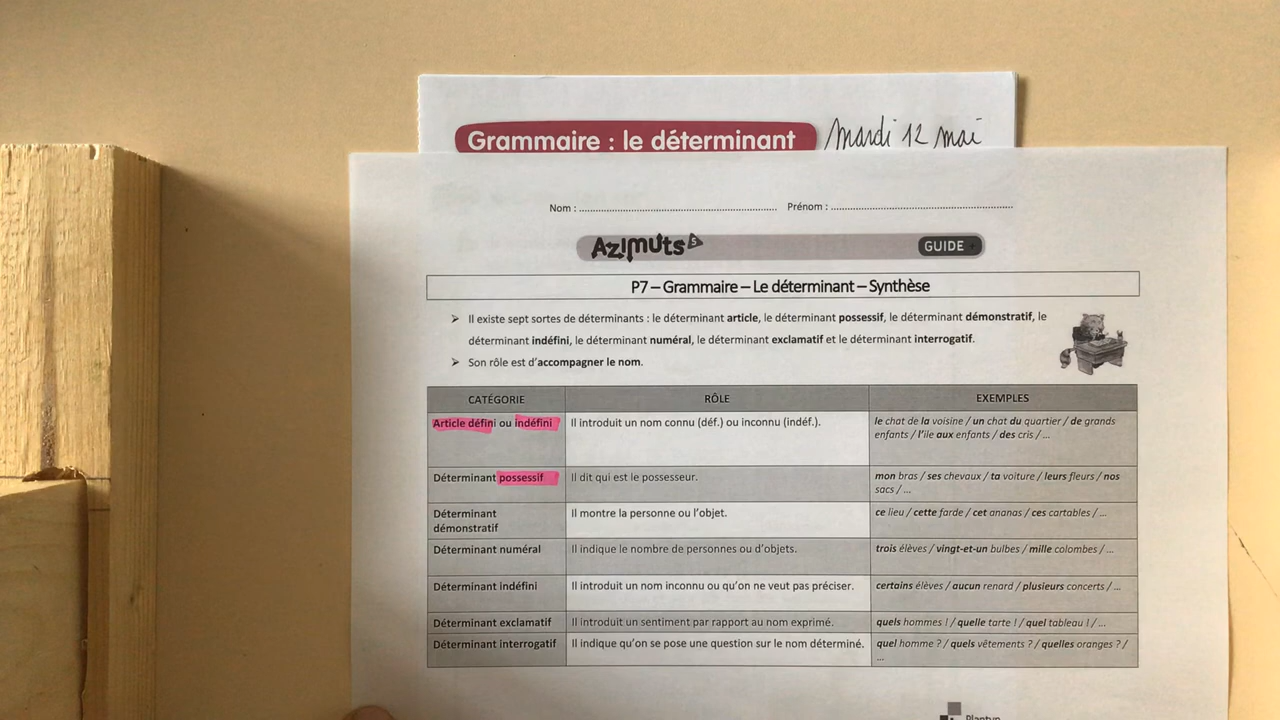 Grammaire : le déterminant mardi 12 mai
Nom : ........................................ Prénom : ........................................
Azimuts 5 GUIDE +
P7 – Grammaire – Le déterminant – Synthèse
➢ Il existe sept sortes de déterminants : le déterminant article, le déterminant possessif, le déterminant démonstratif, le
déterminant indéfini, le déterminant numéral, le déterminant exclamatif et le déterminant interrogatif.
➢ Son rôle est d'accompagner le nom.
CATÉGORIE RÔLE EXEMPLES
Article défini ou indéfini Il introduit un nom connu (déf.) ou inconnu (indéf.). le chat de la voisine / un chat du quartier / de grands
enfants / l'ile aux enfants / des cris / ...
Déterminant possessif Il dit qui est le possesseur. mon bras / ses chevaux / ta voiture / leurs fleurs / nos
sacs / ...
Déterminant
démonstratif Il montre la personne ou l'objet. ce lieu / cette farde / cet ananas / ces cartables / ...
Déterminant numéral Il indique le nombre de personnes ou d'objets. trois élèves / vingt-et-un bulbes / mille colombes / ...
Déterminant indéfini Il introduit un nom inconnu ou qu'on ne veut pas préciser. certains élèves / aucun renard / plusieurs concerts / ...
Déterminant exclamatif Il introduit un sentiment par rapport au nom exprimé. quels hommes ! / quelle tarte ! / quel tableau ! / ...
Déterminant interrogatif Il indique qu'on se pose une question sur le nom déterminé. quel homme ? / quels vêtements ? / quelles oranges ? /
...
Plantyn